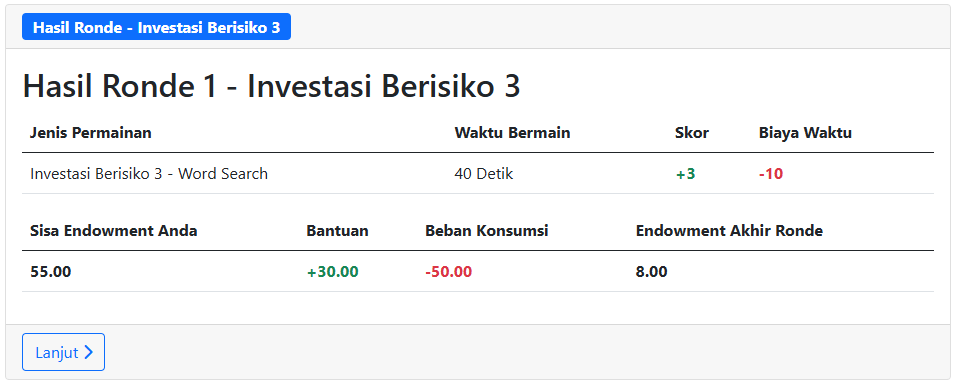 Hasil Ronde - Investasi Berisiko 3
Hasil Ronde 1 - Investasi Berisiko 3
Jenis Permainan Waktu Bermain Skor Biaya Waktu
Investasi Berisiko 3 - Word Search 40 Detik +3 -10
Sisa Endowment Anda Bantuan Beban Konsumsi Endowment Akhir Ronde
55.00 +30.00 -50.00 8.00
Lanjut